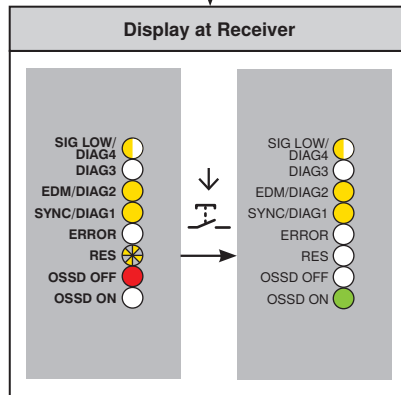 Display at Receiver
SIG LOW/
DIAG4
DIAG3
EDM/DIAG2
SYNC/DIAG1
ERROR
RES
OSSD OFF
OSSD ON
SIG LOW/
DIAG4
DIAG3
EDM/DIAG2
SYNC/DIAG1
ERROR
RES
OSSD OFF
OSSD ON